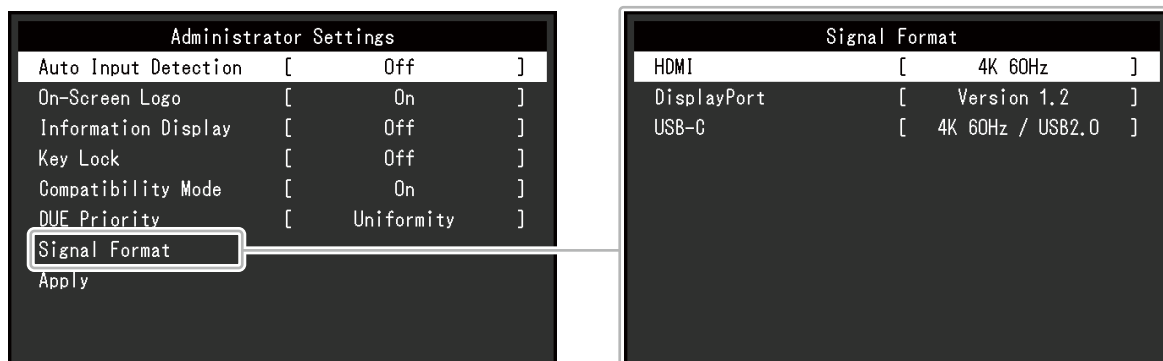 Administrator Settings
Auto Input Detection [ Off ]
On-Screen Logo [ On ]
Information Display [ Off ]
Key Lock [ Off ]
Compatibility Mode [ On ]
DUE Priority [ Uniformity ]
Signal Format
Apply
Signal Format
HDMI [ 4K 60Hz ]
DisplayPort [ Version 1.2 ]
USB-C [ 4K 60Hz / USB2.0 ]